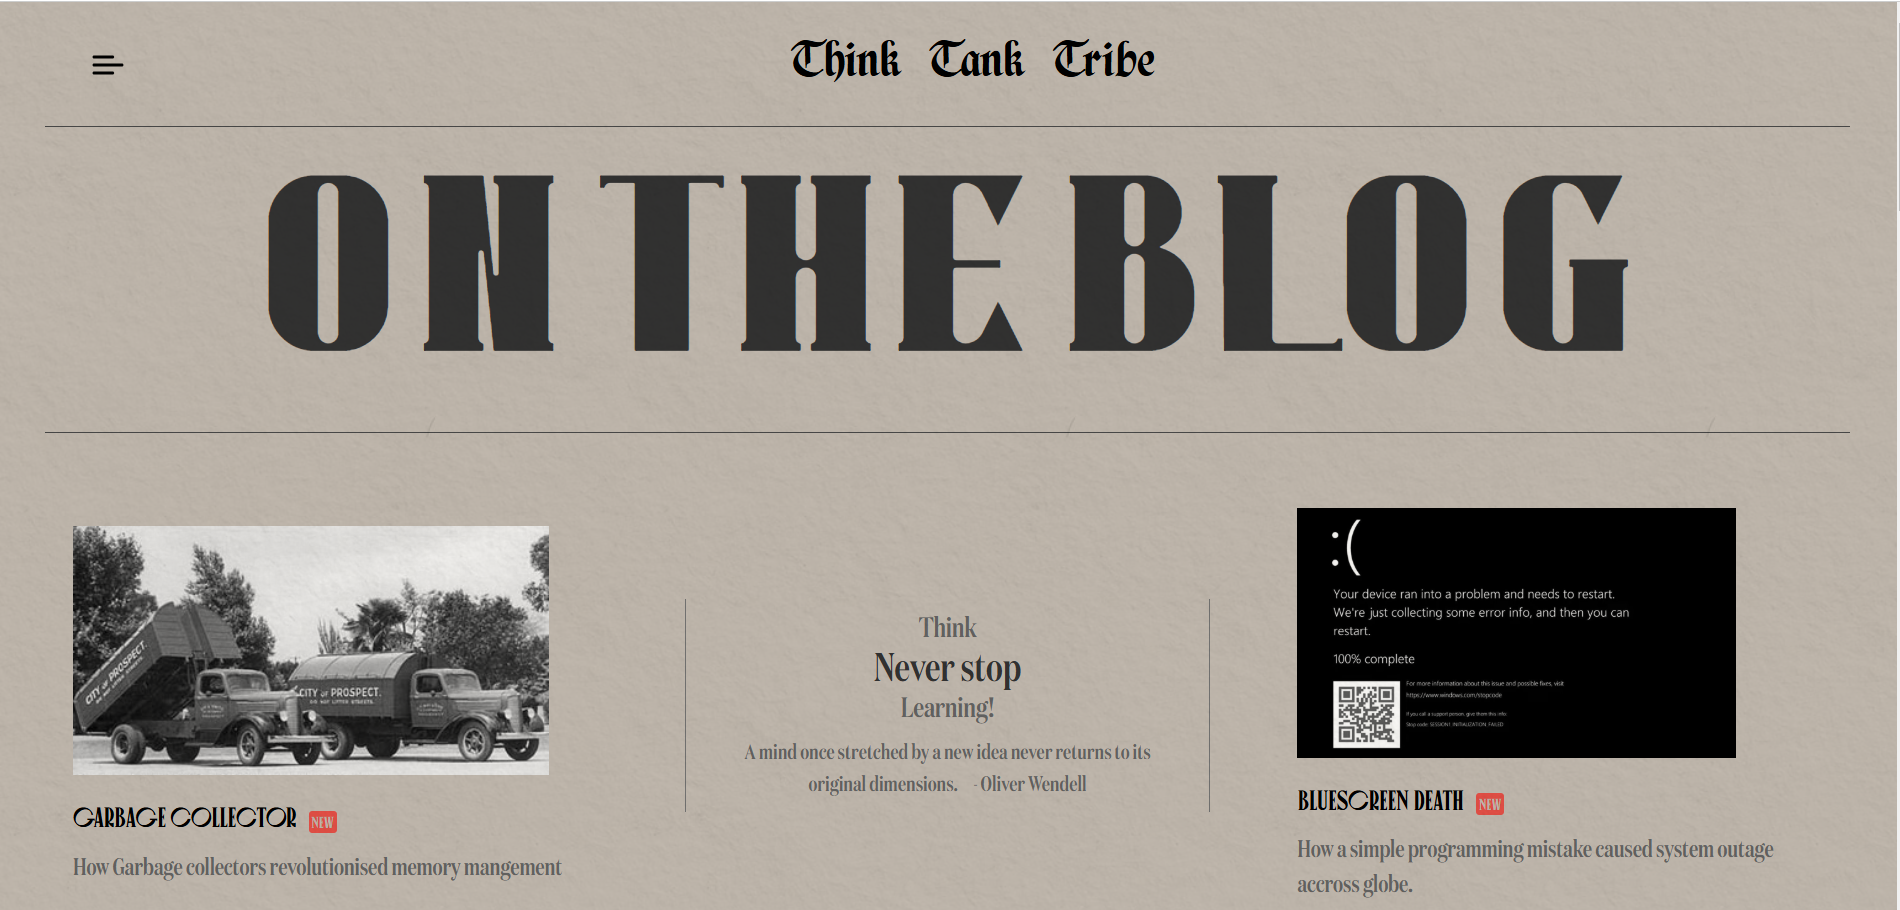 Think Tank Tribe
ON THE BLOG
CITY OF PROSPECT.
CITY OF PROSPECT.
DO NOT LITTER STREETS.
GARBAGE COLLECTOR NEW
How Garbage collectors revolutionised memory mangement
Think
Never stop
Learning!
A mind once stretched by a new idea never returns to its
original dimensions. - Oliver Wendell
:(
Your device ran into a problem and needs to restart.
We're just collecting some error info, and then you can
restart.
100% complete
For more information about this issue and possible fixes, visit
https://www.windows.com/stopcode
If you call a support person, give them this info:
Stop code: SESSION1_INITIALIZATION_FAILED
BLUESCREEN DEATH NEW
How a simple programming mistake caused system outage
accross globe.